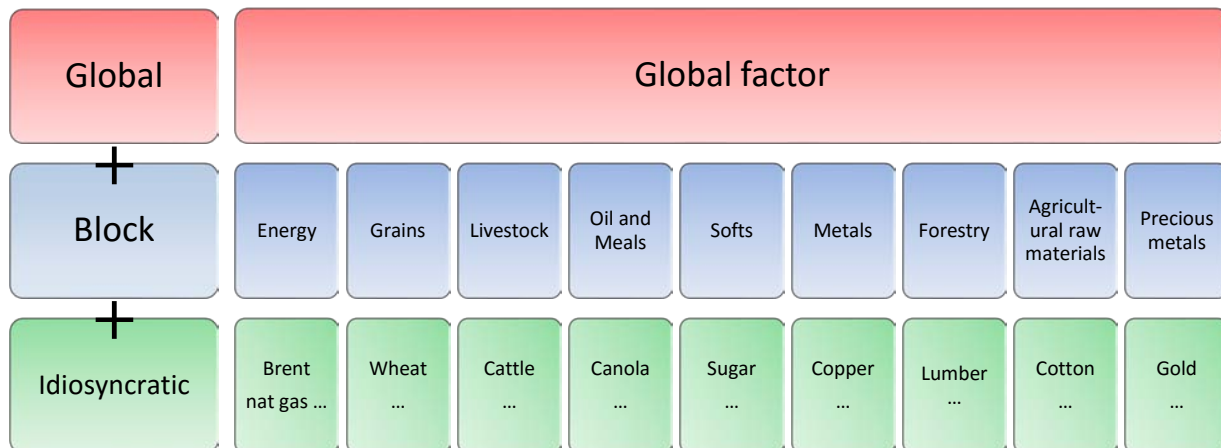 Global
Global factor
+
Block
Energy
Grains
Livestock
Oil and
Meals
Softs
Metals
Forestry
Agricult-
ural raw
materials
Precious
metals
+
Idiosyncratic
Brent
nat gas ...
Wheat
...
Cattle
...
Canola
...
Sugar
...
Copper
...
Lumber
...
Cotton
...
Gold
...